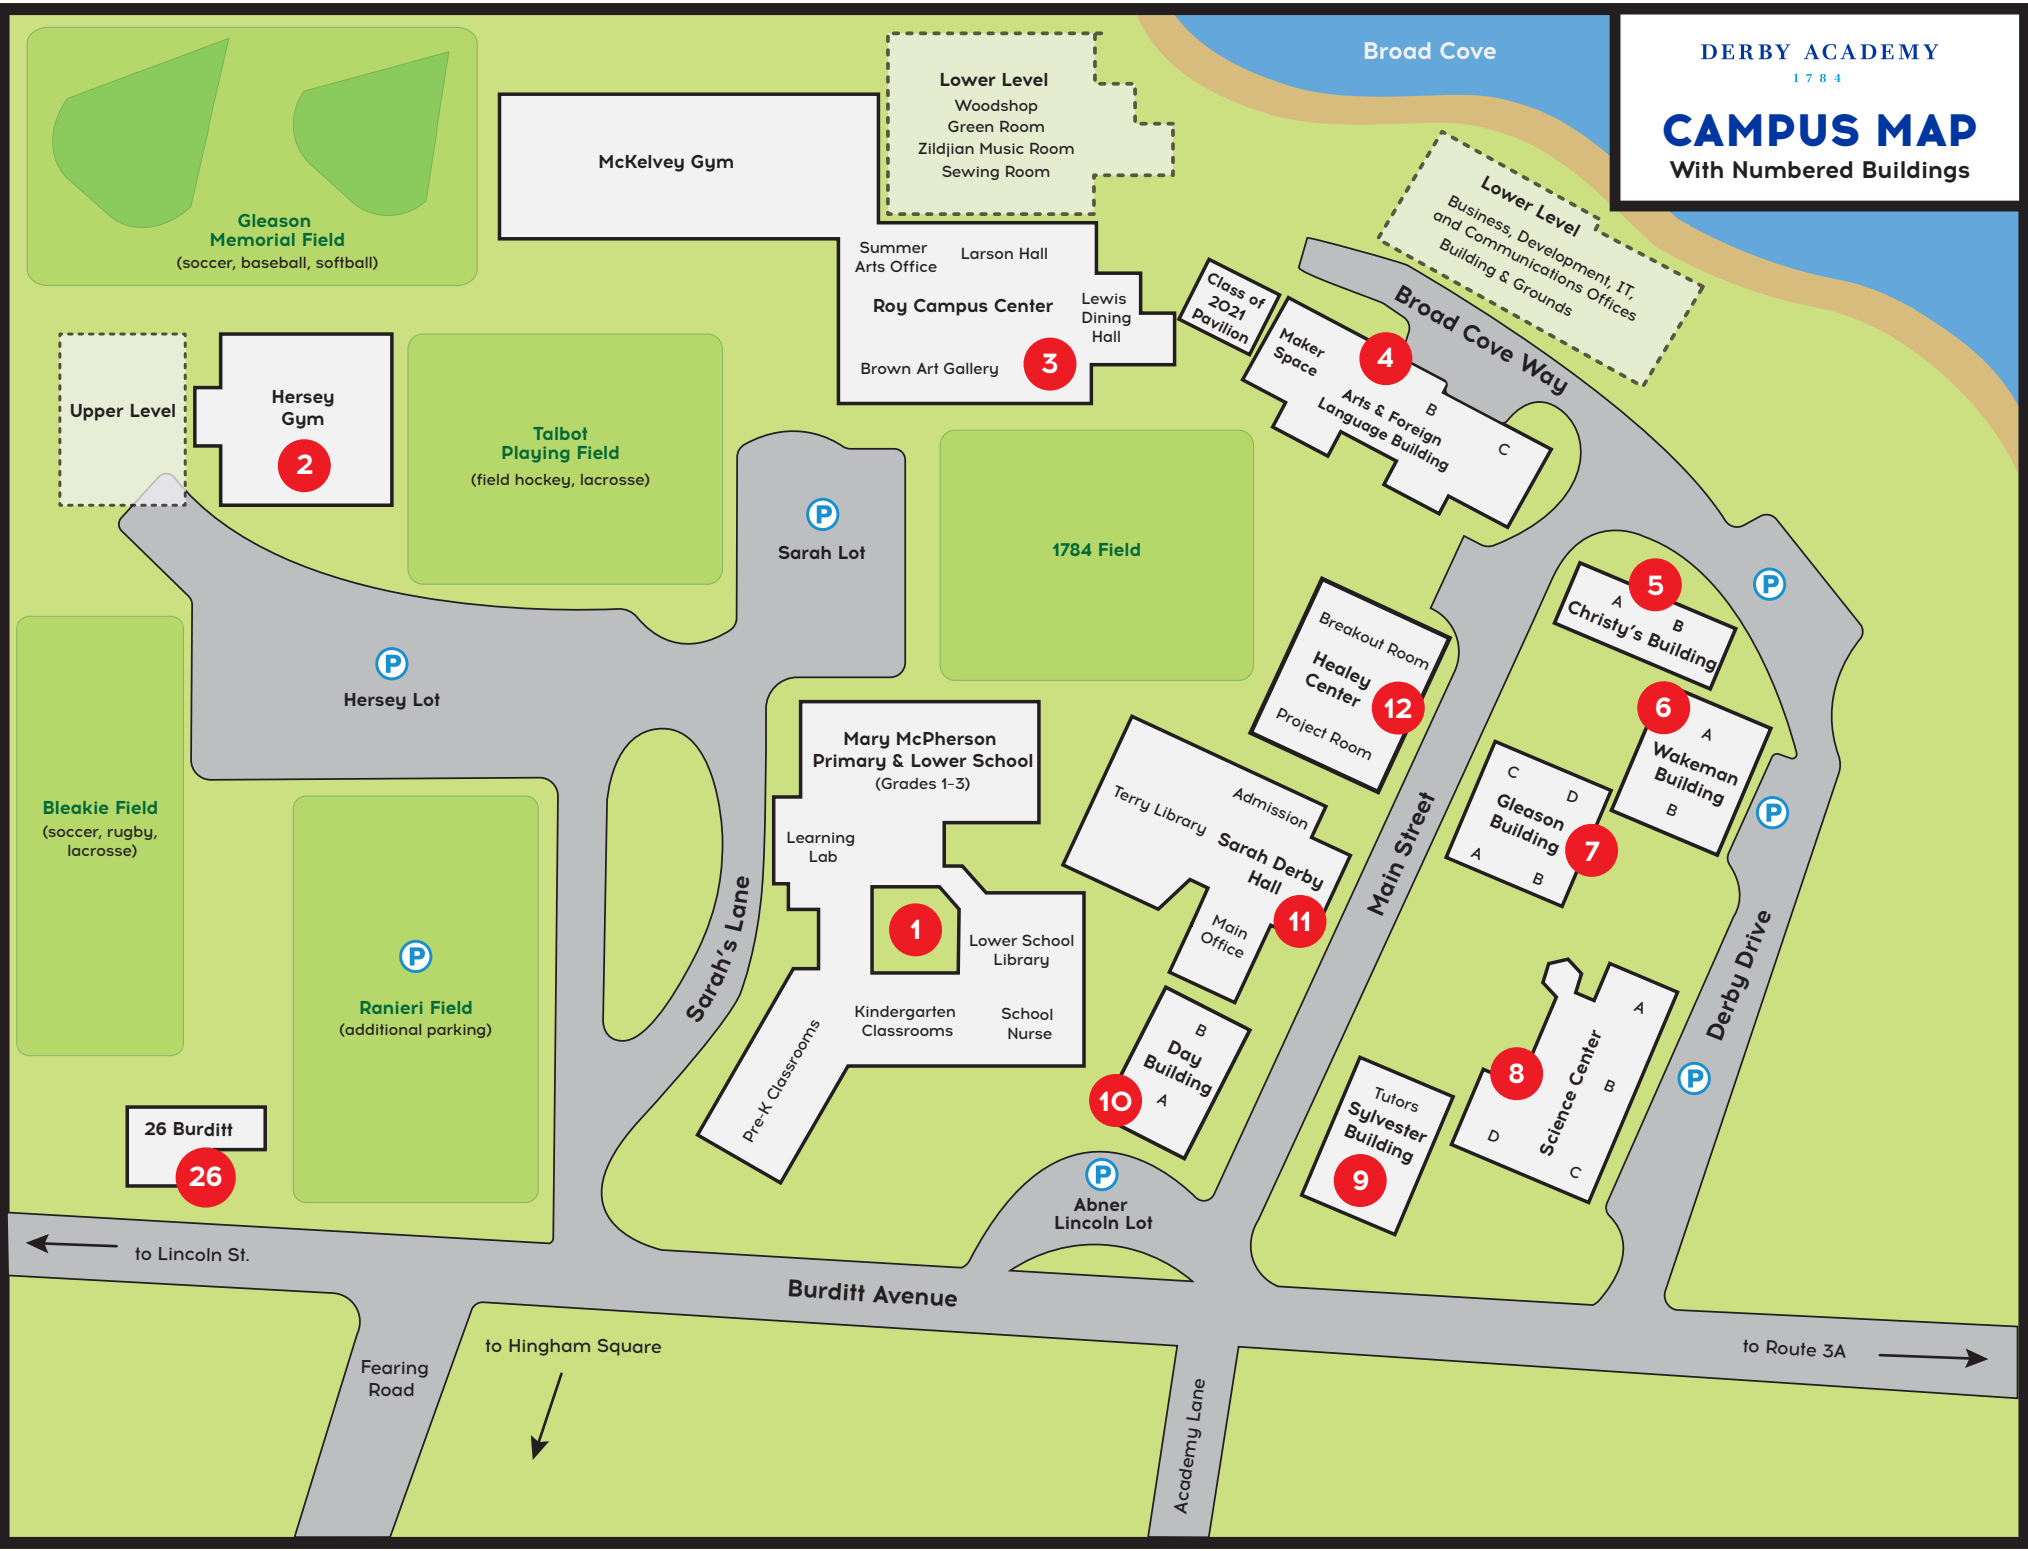 DERBY ACADEMY
1784
CAMPUS MAP
With Numbered Buildings
Broad Cove
Lower Level
Woodshop
Green Room
Zildjian Music Room
Sewing Room
McKelvey Gym
Gleason
Memorial Field
(soccer, baseball, softball)
Summer
Arts Office
Larson Hall
Roy Campus Center
Lewis
Dining
Hall
Brown Art Gallery
3
Lower Level
Business, Development, IT,
and Communications Offices
Building & Grounds
Class of
2021
Pavilion
Broad Cove Way
Maker
Space
4
Arts & Foreign
Language Building
B
C
Upper Level
Hersey
Gym
2
Talbot
Playing Field
(field hockey, lacrosse)
P
Sarah Lot
1784 Field
P
5
A
B
Christy's Building
Breakout Room
Healey
Center
12
Project Room
6
A
Wakeman
Building
B
P
Hersey Lot
Mary McPherson
Primary & Lower School
(Grades 1-3)
Learning
Lab
1
Lower School
Library
Kindergarten
Classrooms
School
Nurse
Pre-K Classrooms
Terry Library
Admission
Sarah Derby
Hall
11
Main
Office
Main Street
C
D
Gleason
Building
7
A
B
P
Derby Drive
Bleakie Field
(soccer, rugby,
lacrosse)
P
Ranieri Field
(additional parking)
Sarah's Lane
B
Day
Building
10
A
A
8
Science Center
B
D
C
P
Tutors
Sylvester
Building
9
26 Burditt
26
P
Abner
Lincoln Lot
to Lincoln St.
Burditt Avenue
to Hingham Square
to Route 3A
Fearing
Road
Academy Lane